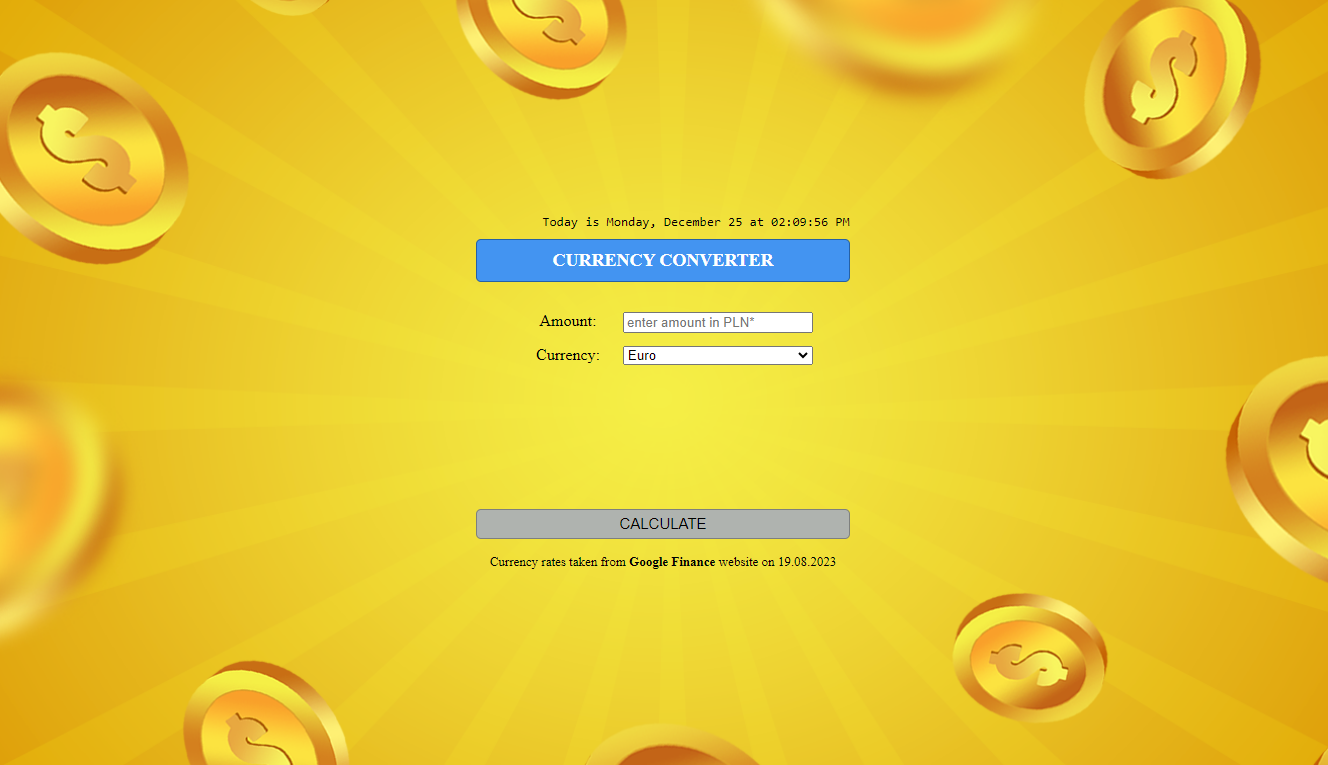 Today is Monday, December 25 at 02:09:56 PM
CURRENCY CONVERTER
Amount: enter amount in PLN*
Currency: Euro
CALCULATE
Currency rates taken from Google Finance website on 19.08.2023